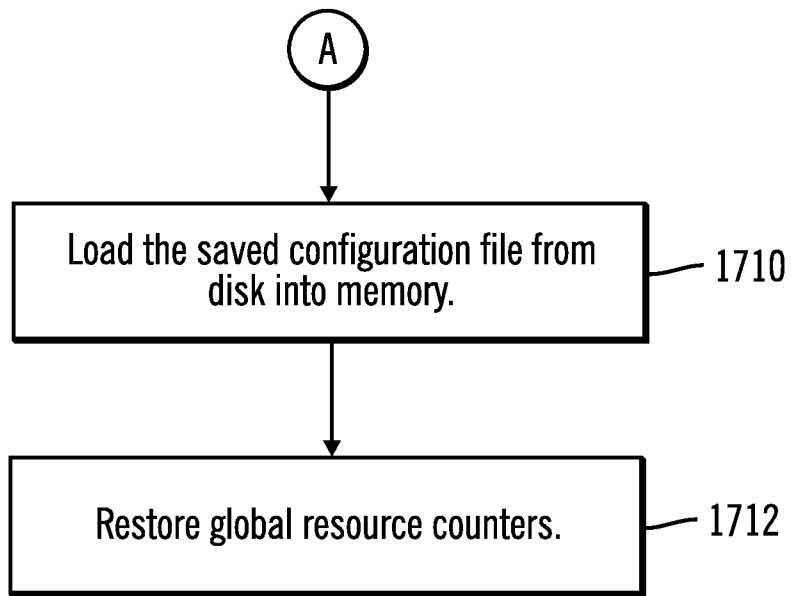 A
Load the saved configuration file from
disk into memory.
1710
Restore global resource counters.
1712